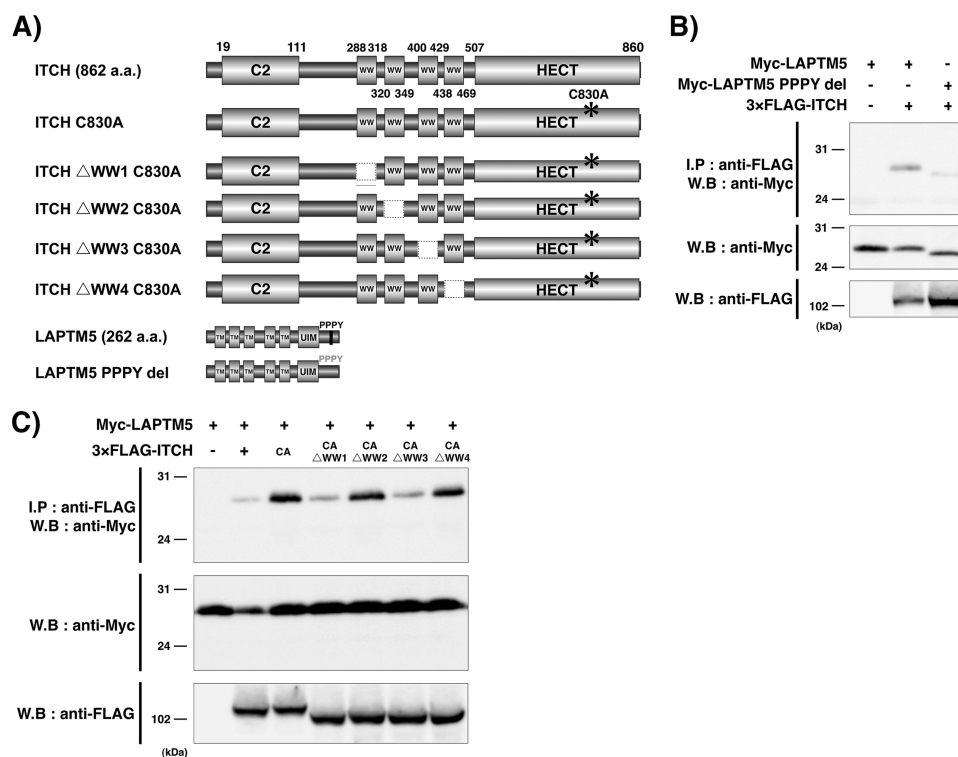 A)
19 111 288 318 400 429 507 860
ITCH (862 a.a.) C2 WW WW WW WW HECT
320 349 438 469 C830A
ITCH C830A C2 WW WW WW WW HECT *
ITCH △WW1 C830A C2 WW WW WW HECT *
ITCH △WW2 C830A C2 WW WW WW HECT *
ITCH △WW3 C830A C2 WW WW WW HECT *
ITCH △WW4 C830A C2 WW WW WW HECT *
PPPY
LAPTM5 (262 a.a.) TM TM TM TM TM UIM
PPPY
LAPTM5 PPPY del TM TM TM TM TM UIM
B)
Myc-LAPTM5 + + -
Myc-LAPTM5 PPPY del - - +
3×FLAG-ITCH - + +
31
I.P : anti-FLAG
W.B : anti-Myc
24
31
W.B : anti-Myc
24
W.B : anti-FLAG
102
(kDa)
C)
Myc-LAPTM5 + + + + + + +
3×FLAG-ITCH - + CA CA △WW1 CA △WW2 CA △WW3 CA △WW4
31
I.P : anti-FLAG
W.B : anti-Myc
24
31
W.B : anti-Myc
24
W.B : anti-FLAG
102
(kDa)